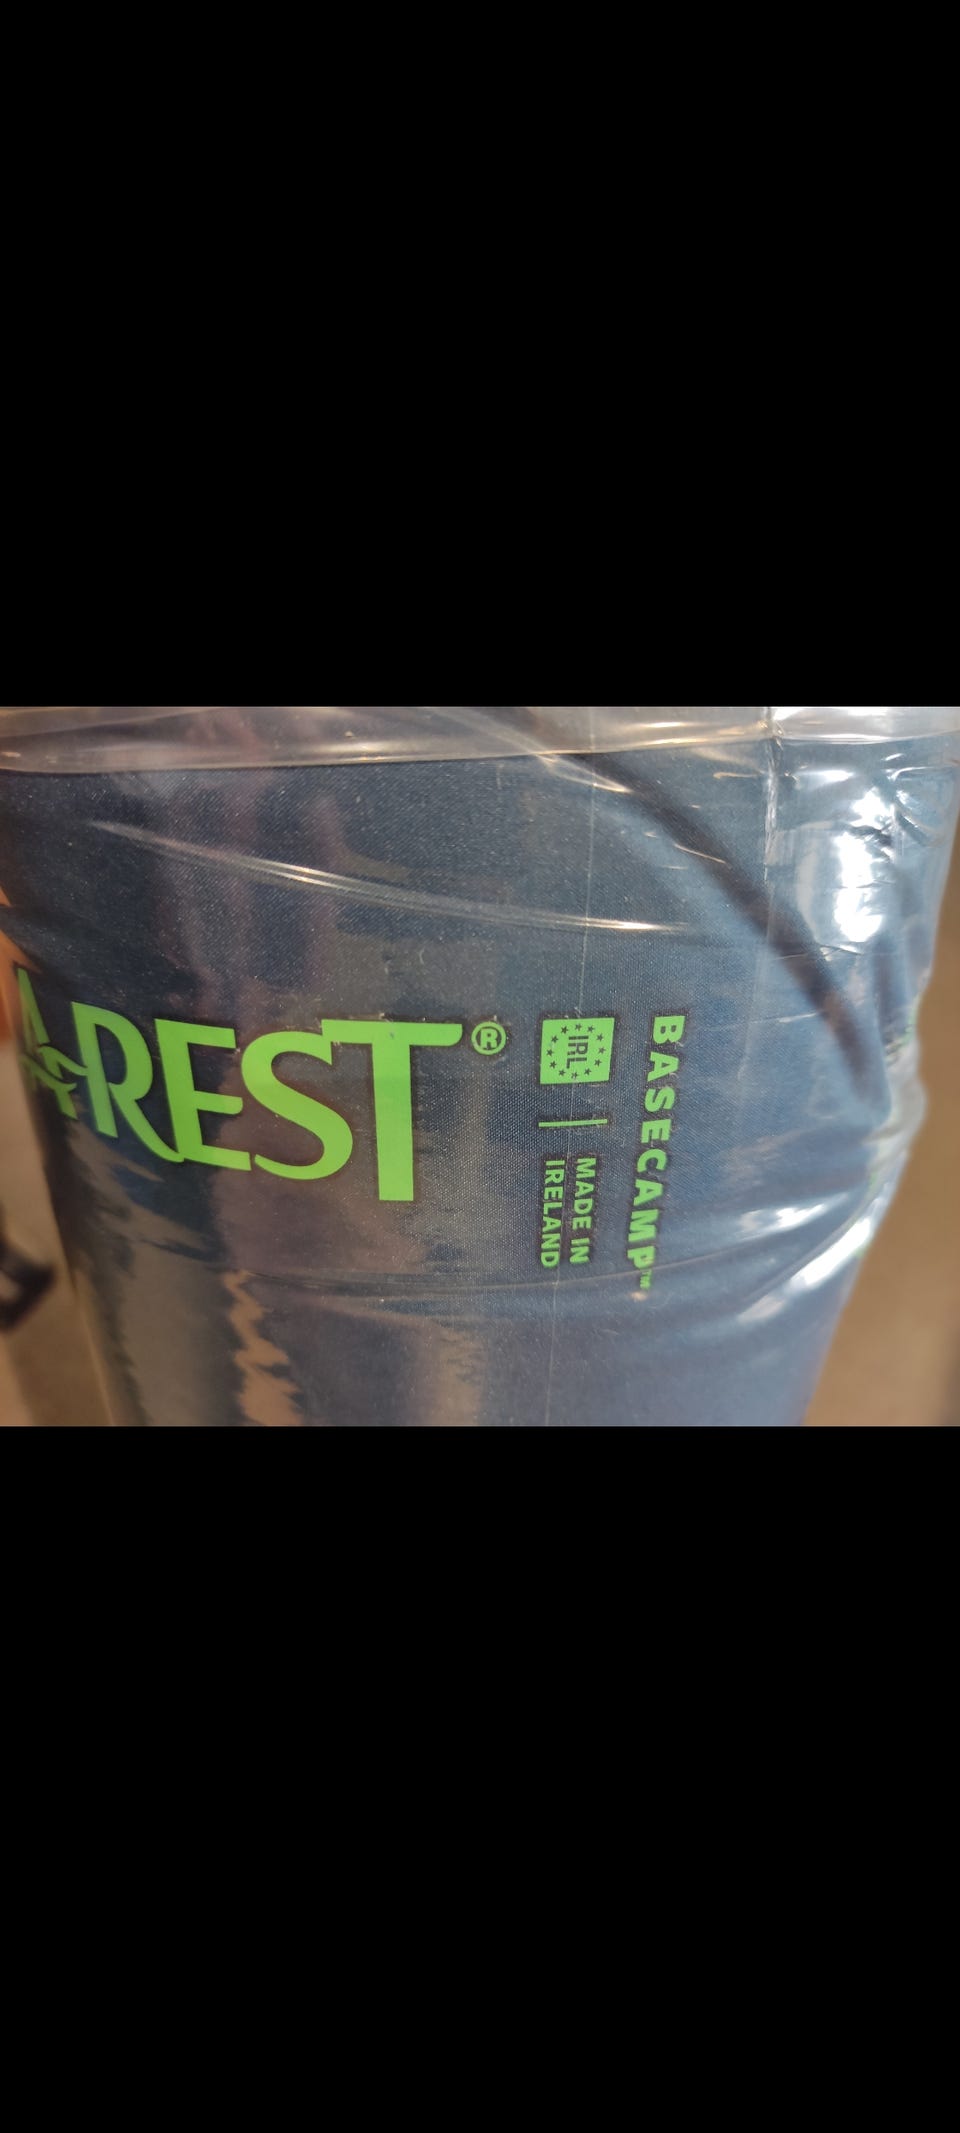 A-REST®
BASECAMP™
IRL
MADE IN
IRELAND